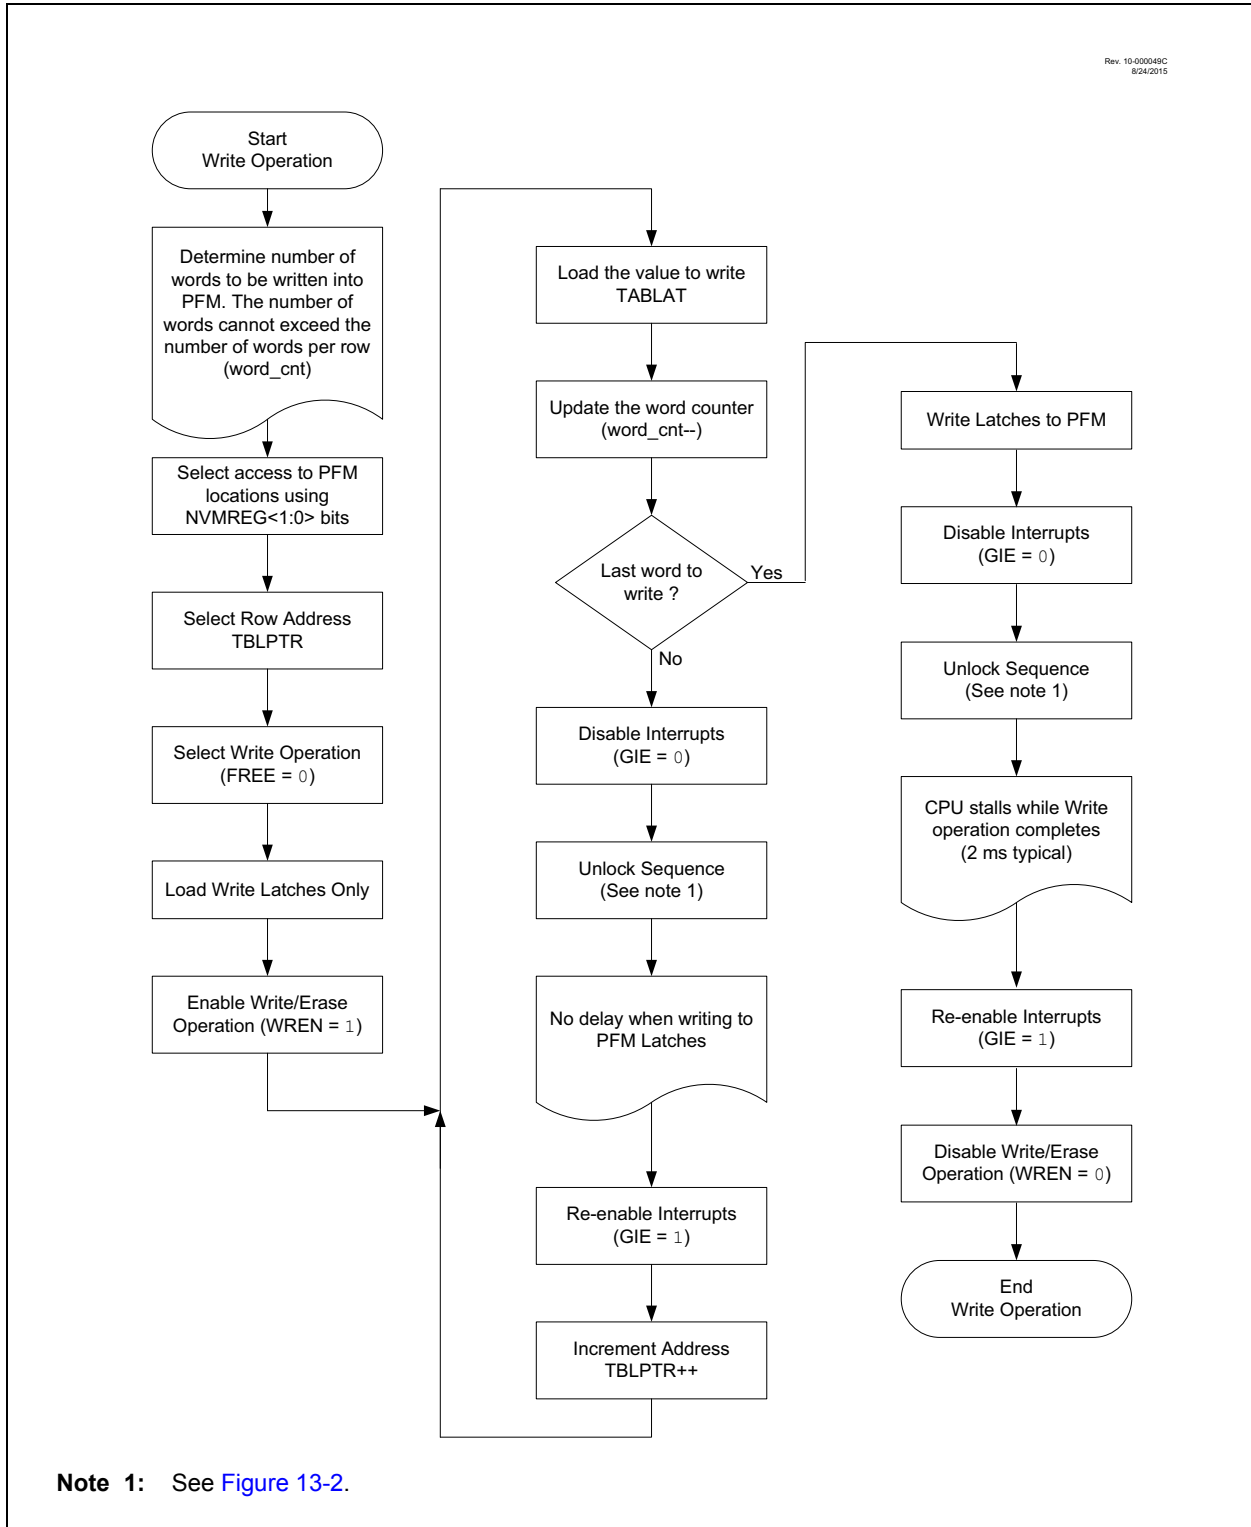 Rev. 10-000049C
8/24/2015
Start
Write Operation
Determine number of
words to be written into
PFM. The number of
words cannot exceed the
number of words per row
(word_cnt)
Select access to PFM
locations using
NVMREG<1:0> bits
Select Row Address
TBLPTR
Select Write Operation
(FREE = 0)
Load Write Latches Only
Enable Write/Erase
Operation (WREN = 1)
Load the value to write
TABLAT
Update the word counter
(word_cnt--)
Last word to
write ?
Yes
No
Disable Interrupts
(GIE = 0)
Unlock Sequence
(See note 1)
No delay when writing to
PFM Latches
Re-enable Interrupts
(GIE = 1)
Increment Address
TBLPTR++
Write Latches to PFM
Disable Interrupts
(GIE = 0)
Unlock Sequence
(See note 1)
CPU stalls while Write
operation completes
(2 ms typical)
Re-enable Interrupts
(GIE = 1)
Disable Write/Erase
Operation (WREN = 0)
End
Write Operation
Note 1: See Figure 13-2.